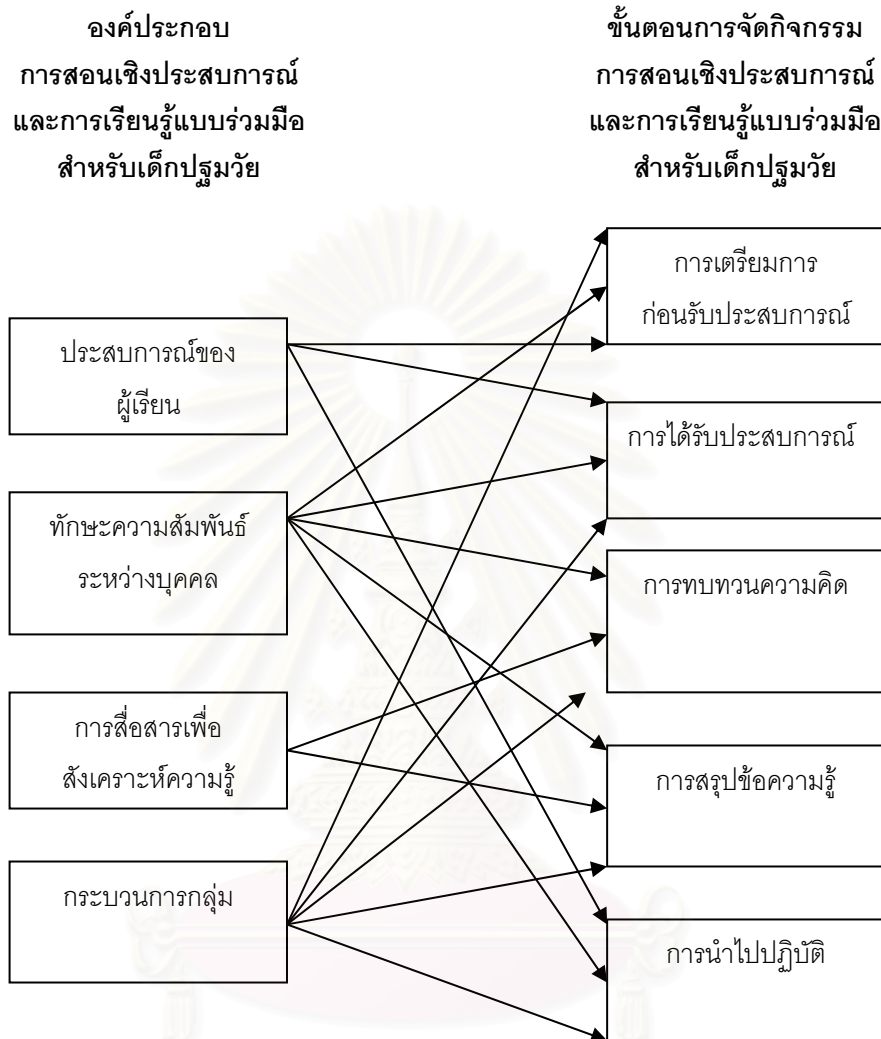 องค์ประกอบ
การสอนเชิงประสบการณ์
และการเรียนรู้แบบร่วมมือ
สำหรับเด็กปฐมวัย
ขั้นตอนการจัดกิจกรรม
การสอนเชิงประสบการณ์
และการเรียนรู้แบบร่วมมือ
สำหรับเด็กปฐมวัย
ประสบการณ์ของ
ผู้เรียน
ทักษะความสัมพันธ์
ระหว่างบุคคล
การสื่อสารเพื่อ
สังเคราะห์ความรู้
กระบวนการกลุ่ม
การเตรียมการ
ก่อนรับประสบการณ์
การได้รับประสบการณ์
การทบทวนความคิด
การสรุปข้อความรู้
การนำไปปฏิบัติ